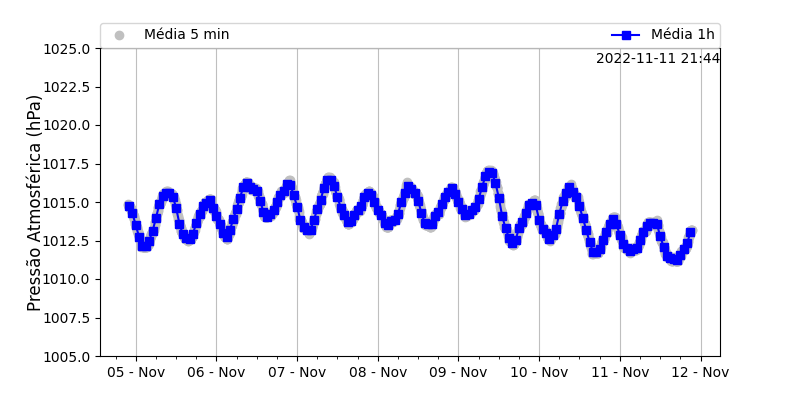 Média 5 min
Média 1h
2022-11-11 21:44
Pressão Atmosférica (hPa)
1025.0
1022.5
1020.0
1017.5
1015.0
1012.5
1010.0
1007.5
1005.0
05 - Nov
06 - Nov
07 - Nov
08 - Nov
09 - Nov
10 - Nov
11 - Nov
12 - Nov